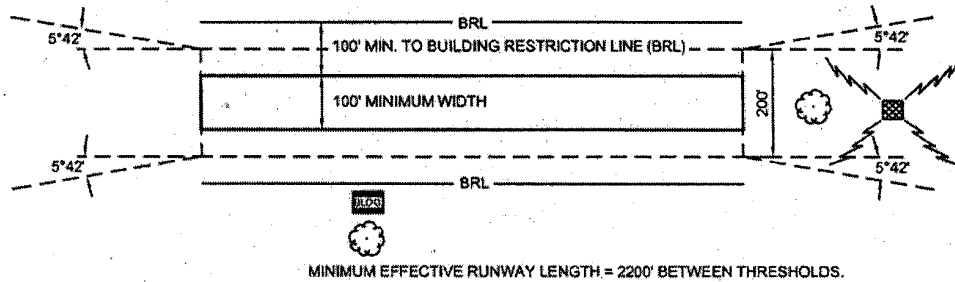 BRL
5°42'
5°42'
100' MIN. TO BUILDING RESTRICTION LINE (BRL)
100' MINIMUM WIDTH
200'
5°42'
5°42'
BRL
BLDG
MINIMUM EFFECTIVE RUNWAY LENGTH = 2200' BETWEEN THRESHOLDS.